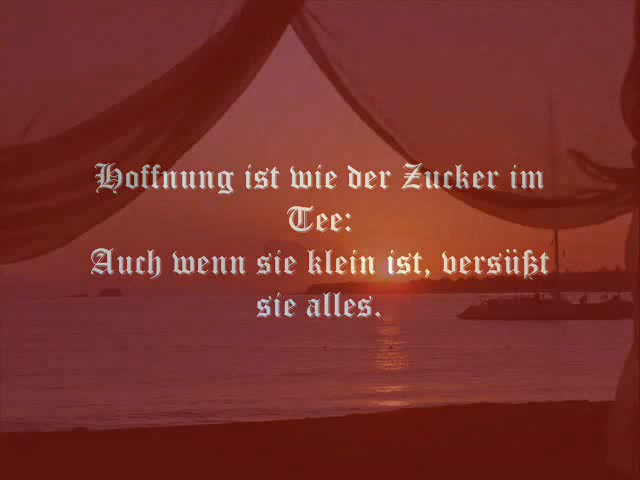 Hoffnung ist wie der Zucker im
Tee:
Auch wenn sie klein ist, versüßt
sie alles.